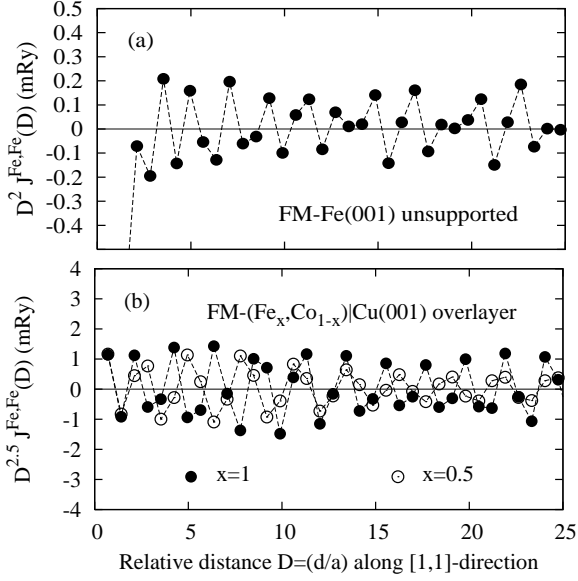 0.5
0.4
0.3
0.2
0.1
0
-0.1
-0.2
-0.3
-0.4
D² J^{Fe,Fe}(D) (mRy)
(a)
FM-Fe(001) unsupported
4
3
2
1
0
-1
-2
-3
-4
D^{2.5} J^{Fe,Fe}(D) (mRy)
(b)
FM-(Fe_x,Co_{1-x})|Cu(001) overlayer
x=1
x=0.5
0 5 10 15 20 25
Relative distance D=(d/a) along [1,1]-direction